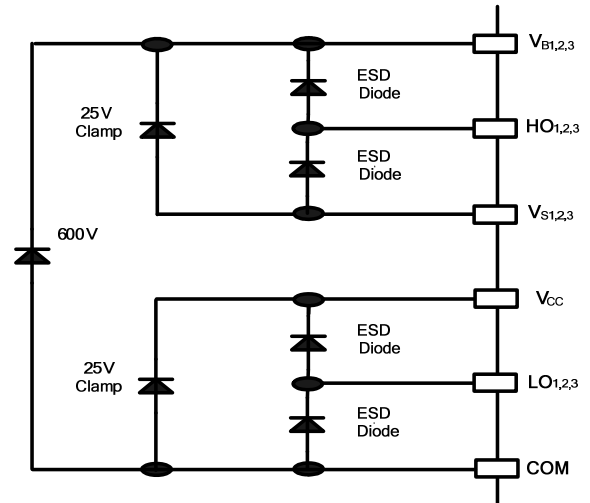 VB1,2,3
ESD
Diode
25V
Clamp
HO1,2,3
ESD
Diode
VS1,2,3
600V
VCC
ESD
Diode
25V
Clamp
LO1,2,3
ESD
Diode
COM